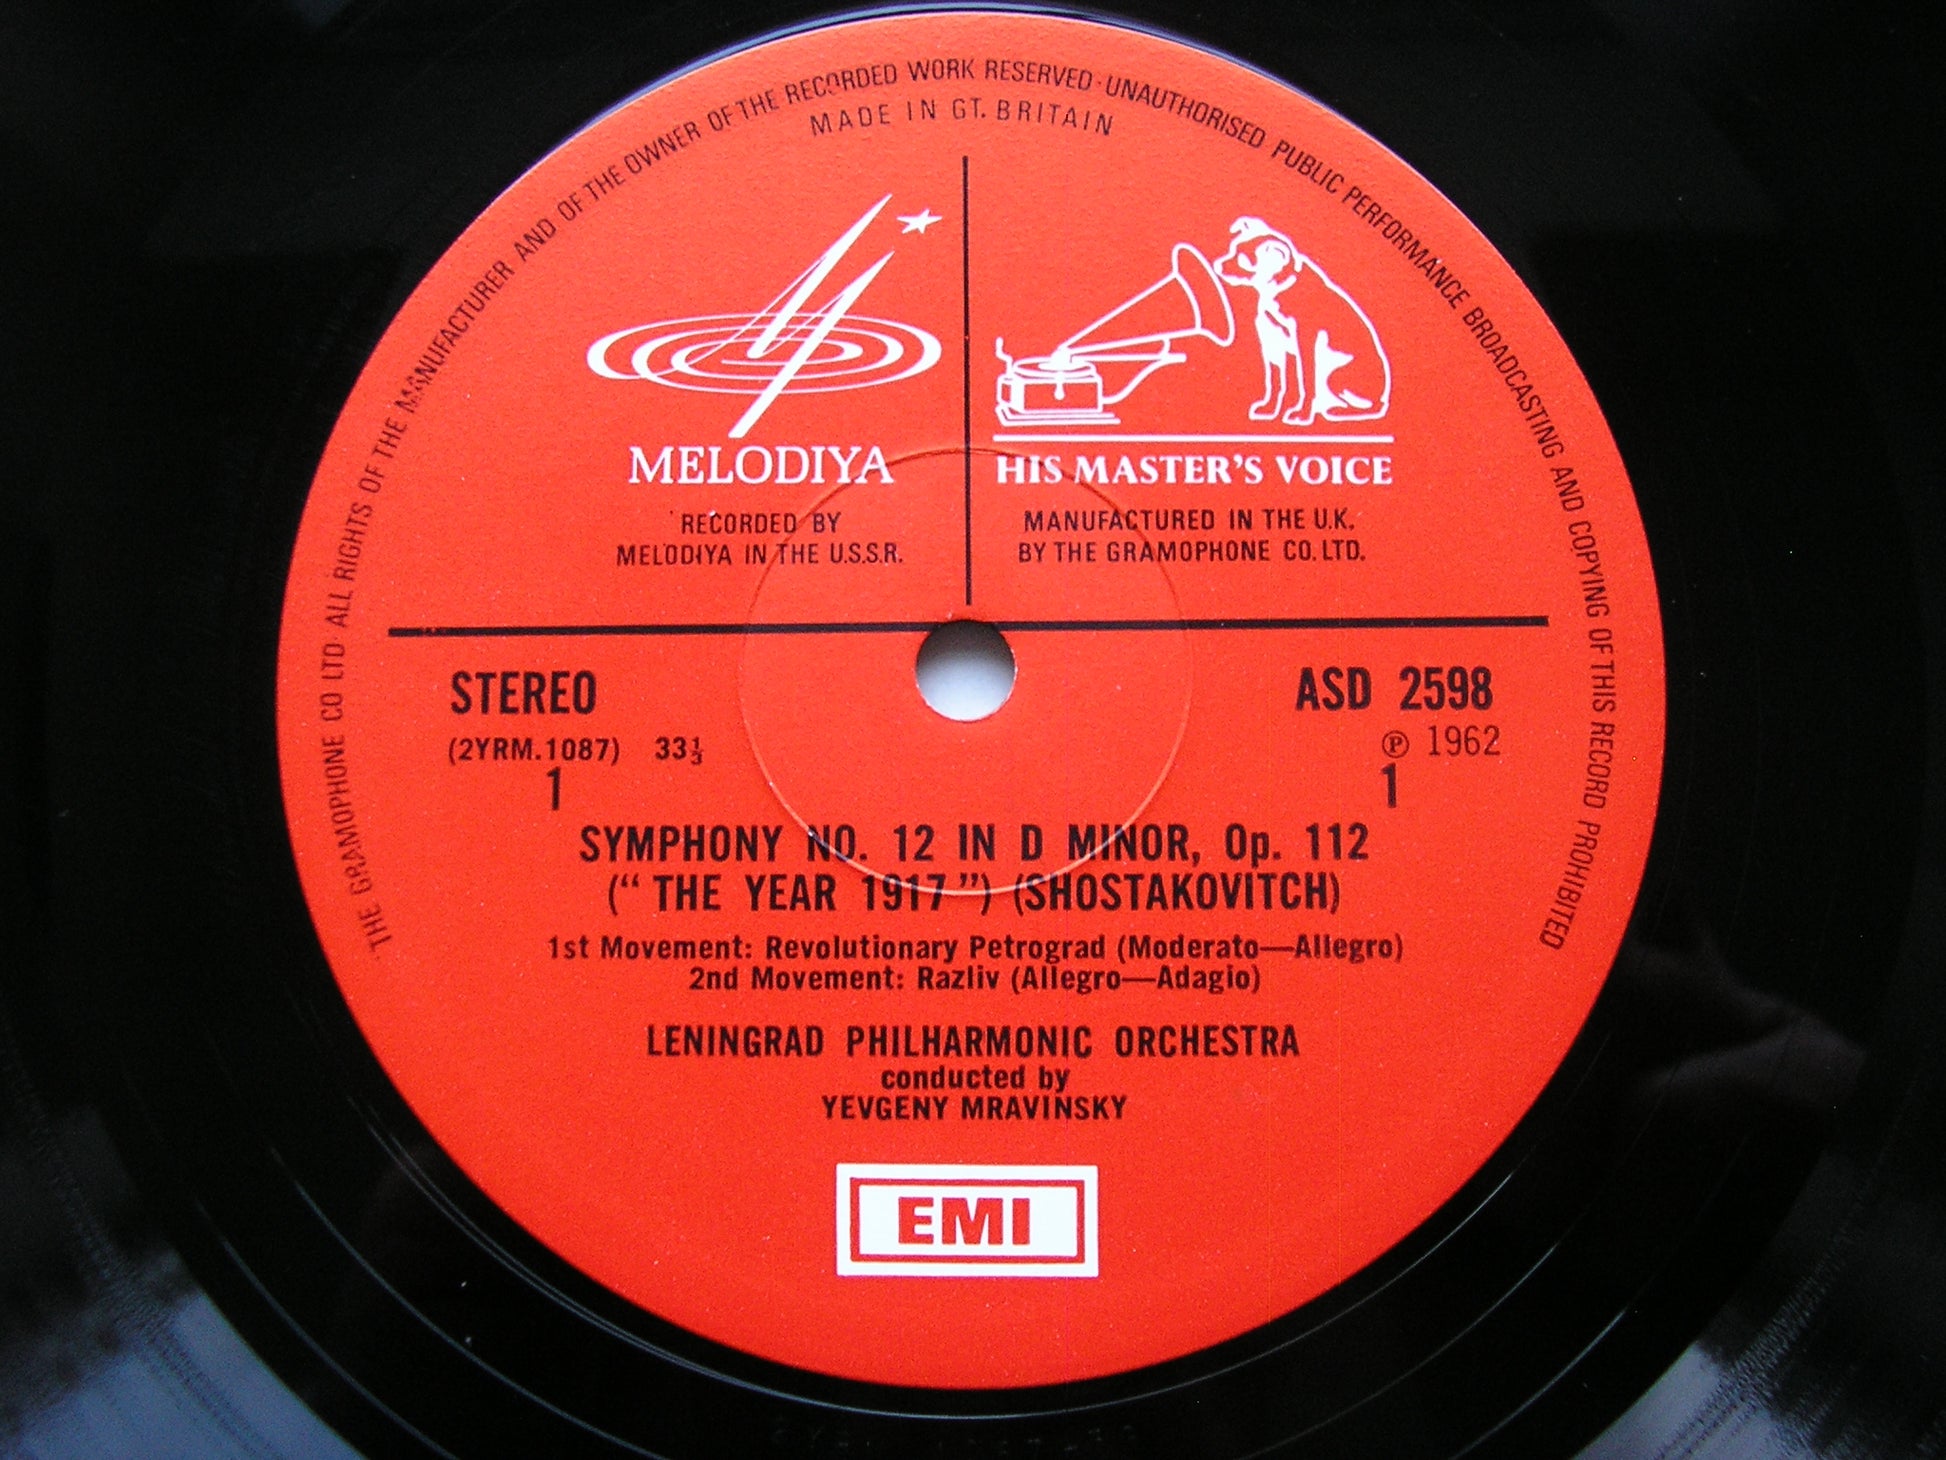 THE GRAMOPHONE CO LTD · ALL RIGHTS OF THE MANUFACTURER AND OF THE OWNER OF THE RECORDED WORK RESERVED · UNAUTHORISED PUBLIC PERFORMANCE BROADCASTING AND COPYING OF THIS RECORD PROHIBITED
MADE IN GT. BRITAIN
MELODIYA
RECORDED BY
MELODIYA IN THE U.S.S.R.
HIS MASTER'S VOICE
MANUFACTURED IN THE U.K.
BY THE GRAMOPHONE CO. LTD.
STEREO
(2YRM.1087) 33⅓
1
ASD 2598
℗ 1962
1
SYMPHONY NO. 12 IN D MINOR, Op. 112
(“ THE YEAR 1917 ”) (SHOSTAKOVITCH)
1st Movement: Revolutionary Petrograd (Moderato—Allegro)
2nd Movement: Razliv (Allegro—Adagio)
LENINGRAD PHILHARMONIC ORCHESTRA
conducted by
YEVGENY MRAVINSKY
EMI